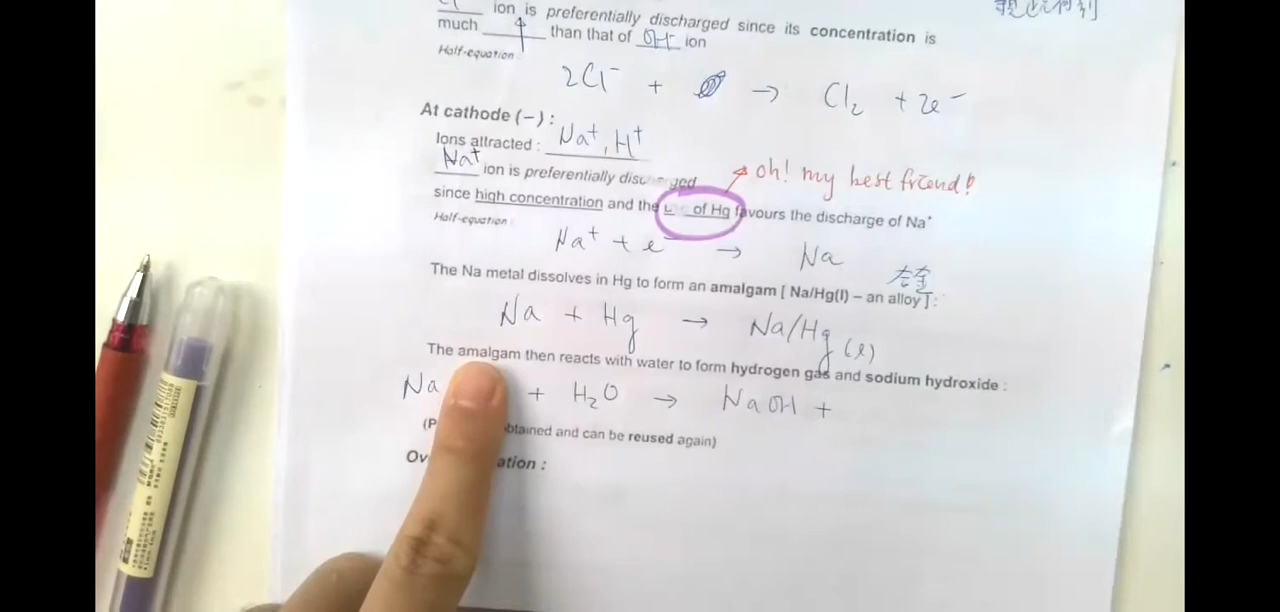 ion is preferentially discharged since its concentration is
much ↑ than that of OH⁻ ion
Half-equation :
2Cl⁻ + → Cl₂ + 2e⁻
At cathode (−) :
Ions attracted : Na⁺, H⁺
Na⁺ ion is preferentially discharged
oh! my best friend!
since high concentration and the of Hg favours the discharge of Na⁺
Half-equation :
Na⁺ + e⁻ → Na
The Na metal dissolves in Hg to form an amalgam [ Na/Hg(l) – an alloy ] :
Na + Hg → Na/Hg (l)
The amalgam then reacts with water to form hydrogen gas and sodium hydroxide :
Na + H₂O → NaOH +
btained and can be reused again)
Ov ation :